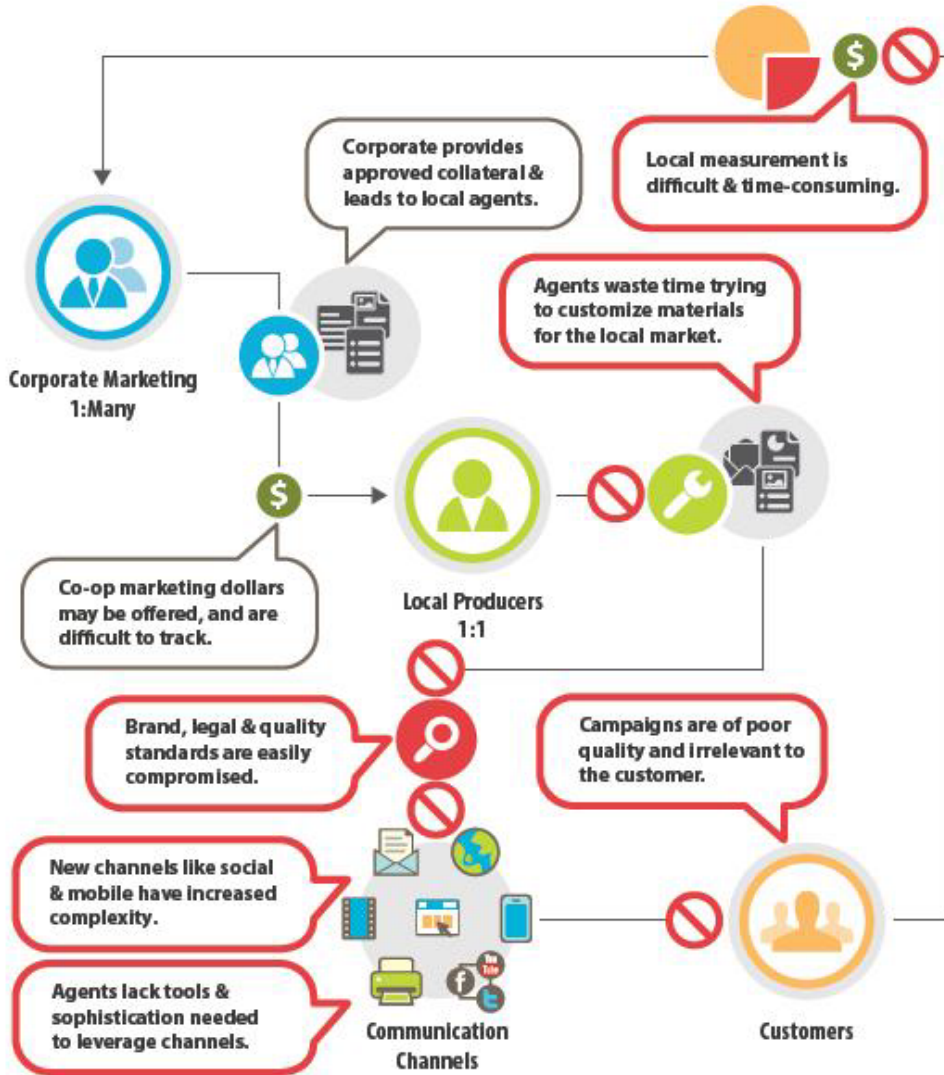 $
Local measurement is
difficult & time-consuming.
Corporate provides
approved collateral &
leads to local agents.
Agents waste time trying
to customize materials
for the local market.
Corporate Marketing
1:Many
$
Co-op marketing dollars
may be offered, and are
difficult to track.
Local Producers
1:1
Brand, legal & quality
standards are easily
compromised.
Campaigns are of poor
quality and irrelevant to
the customer.
New channels like social
& mobile have increased
complexity.
Agents lack tools &
sophistication needed
to leverage channels.
You
Tube
f
t
Communication
Channels
Customers